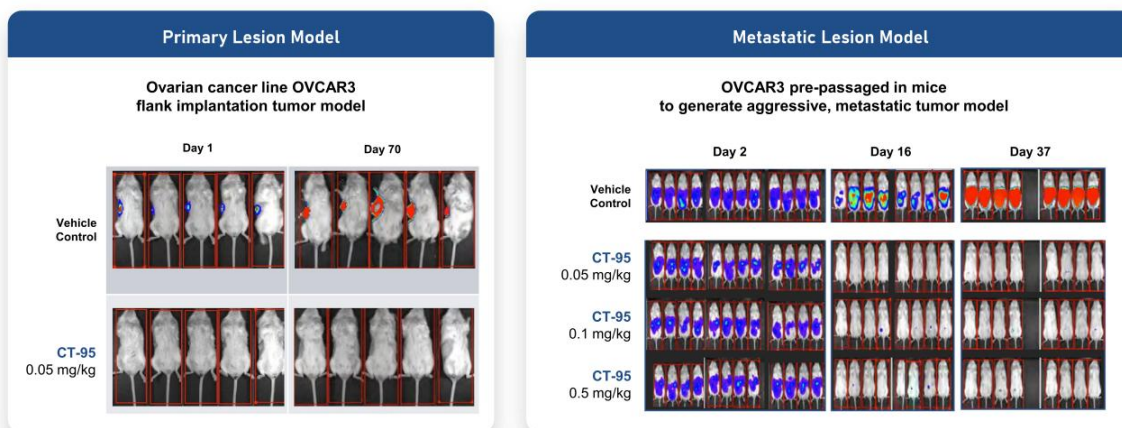 Primary Lesion Model
Ovarian cancer line OVCAR3
flank implantation tumor model
Day 1
Day 70
Vehicle
Control
CT-95
0.05 mg/kg
Metastatic Lesion Model
OVCAR3 pre-passaged in mice
to generate aggressive, metastatic tumor model
Day 2
Day 16
Day 37
Vehicle
Control
CT-95
0.05 mg/kg
CT-95
0.1 mg/kg
CT-95
0.5 mg/kg